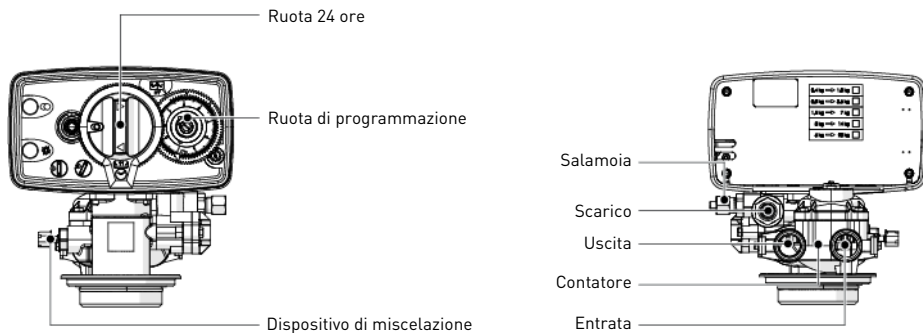 Ruota 24 ore
Ruota di programmazione
Dispositivo di miscelazione
Salamoia
Scarico
Uscita
Contatore
Entrata